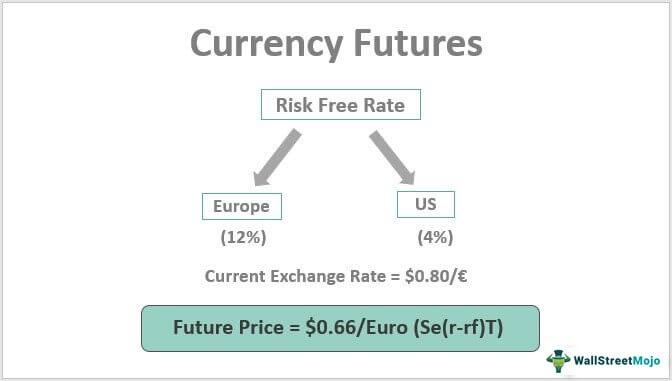 Currency Futures
Risk Free Rate
Europe
US
(12%)
(4%)
Current Exchange Rate = $0.80/€
Future Price = $0.66/Euro (Se(r-rf)T)
WallStreetMojo